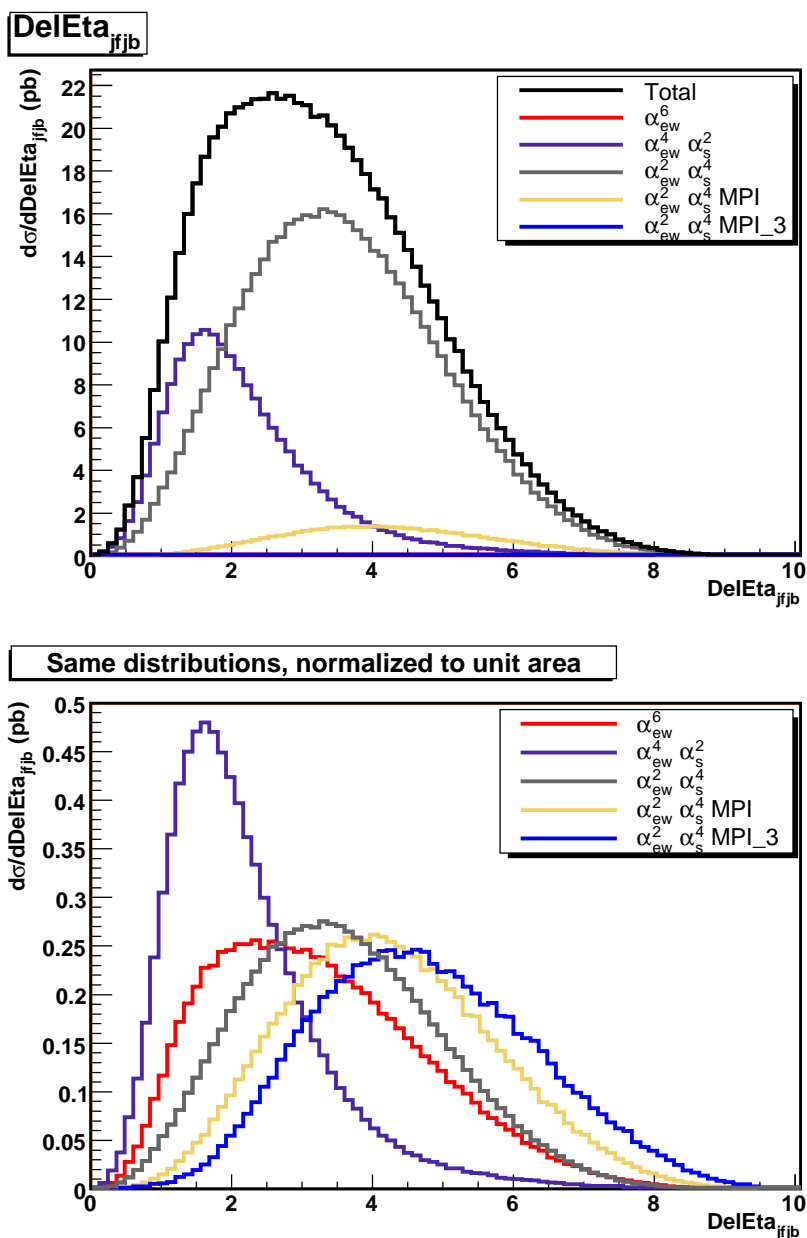 DelEta_jfjb
dσ/dDelEta_jfjb (pb)
22
20
18
16
14
12
10
8
6
4
2
0
Total
α_ew^6
α_ew^4 α_s^2
α_ew^2 α_s^4
α_ew^2 α_s^4 MPI
α_ew^2 α_s^4 MPI_3
0 2 4 6 8 10
DelEta_jfjb
Same distributions, normalized to unit area
dσ/dDelEta_jfjb (pb)
0.5
0.45
0.4
0.35
0.3
0.25
0.2
0.15
0.1
0.05
0
α_ew^6
α_ew^4 α_s^2
α_ew^2 α_s^4
α_ew^2 α_s^4 MPI
α_ew^2 α_s^4 MPI_3
0 2 4 6 8 10
DelEta_jfjb